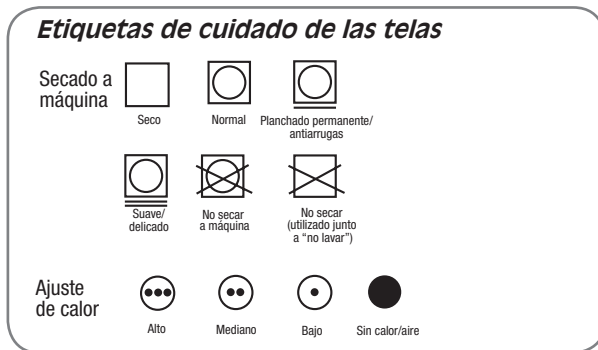 Etiquetas de cuidado de las telas
Secado a
máquina
Seco
Normal
Planchado permanente/
antiarrugas
Suave/
delicado
No secar
a máquina
No secar
(utilizado junto
a “no lavar”)
Ajuste
de calor
Alto
Mediano
Bajo
Sin calor/aire